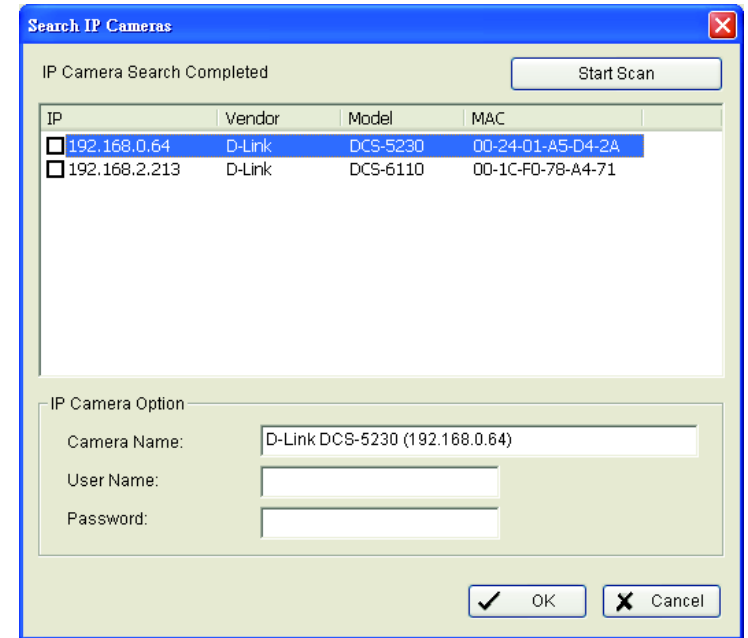 Search IP Cameras
IP Camera Search Completed
Start Scan
IP Vendor Model MAC
192.168.0.64 D-Link DCS-5230 00-24-01-A5-D4-2A
192.168.2.213 D-Link DCS-6110 00-1C-F0-78-A4-71
IP Camera Option
Camera Name: D-Link DCS-5230 (192.168.0.64)
User Name:
Password:
OK Cancel